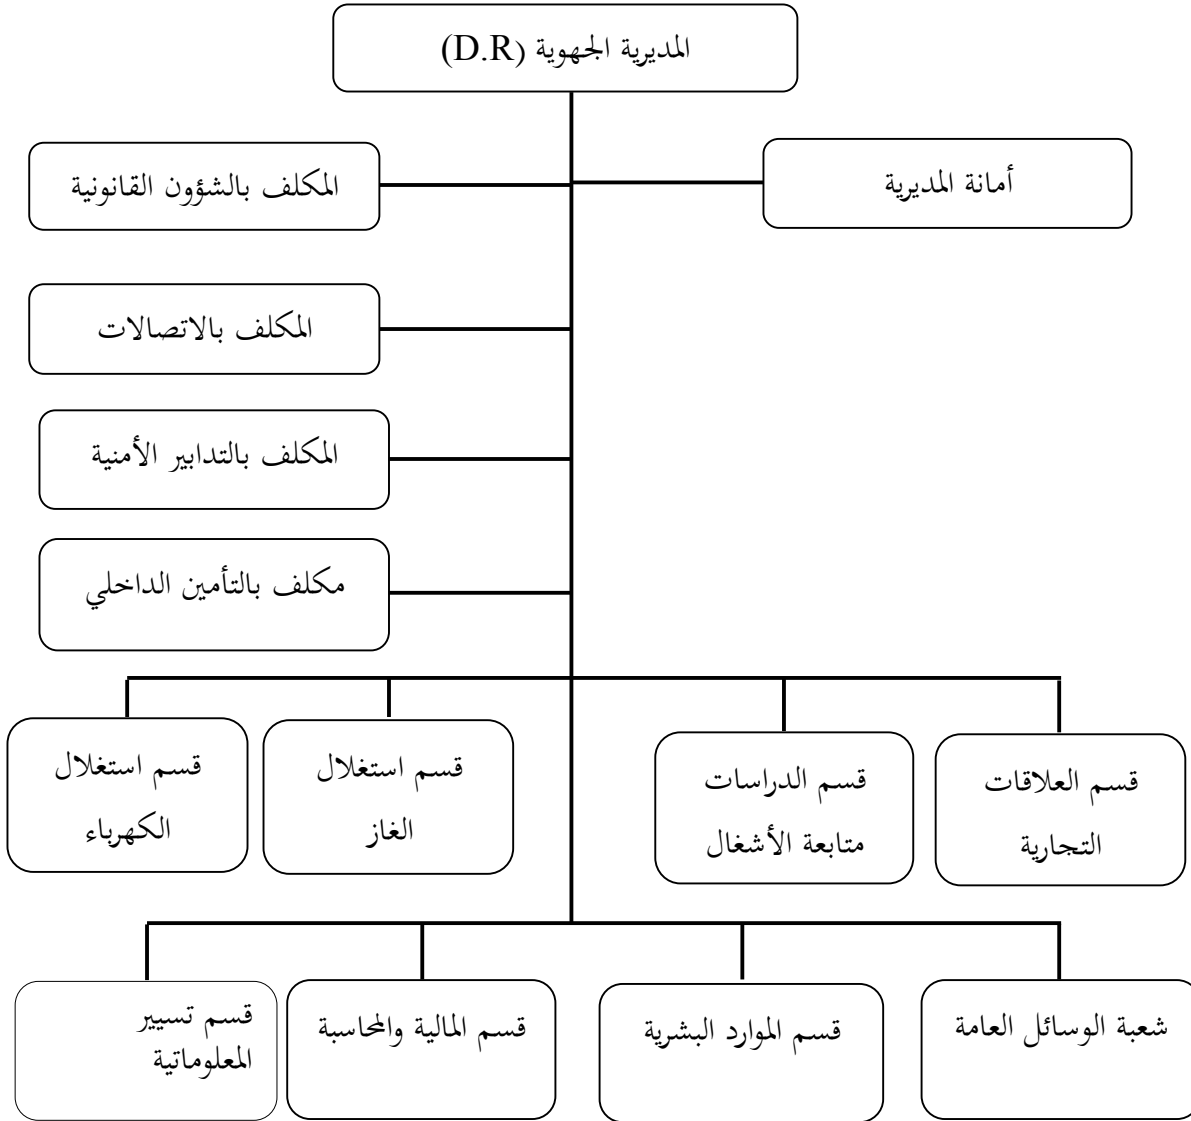 المديرية الجهوية (D.R)
أمانة المديرية
المكلف بالشؤون القانونية
المكلف بالاتصالات
المكلف بالتدابير الأمنية
مكلف بالتأمين الداخلي
قسم العلاقات
التجارية
قسم الدراسات
متابعة الأشغال
قسم استغلال
الغاز
قسم استغلال
الكهرباء
شعبة الوسائل العامة
قسم الموارد البشرية
قسم المالية والمحاسبة
قسم تسيير
المعلوماتية